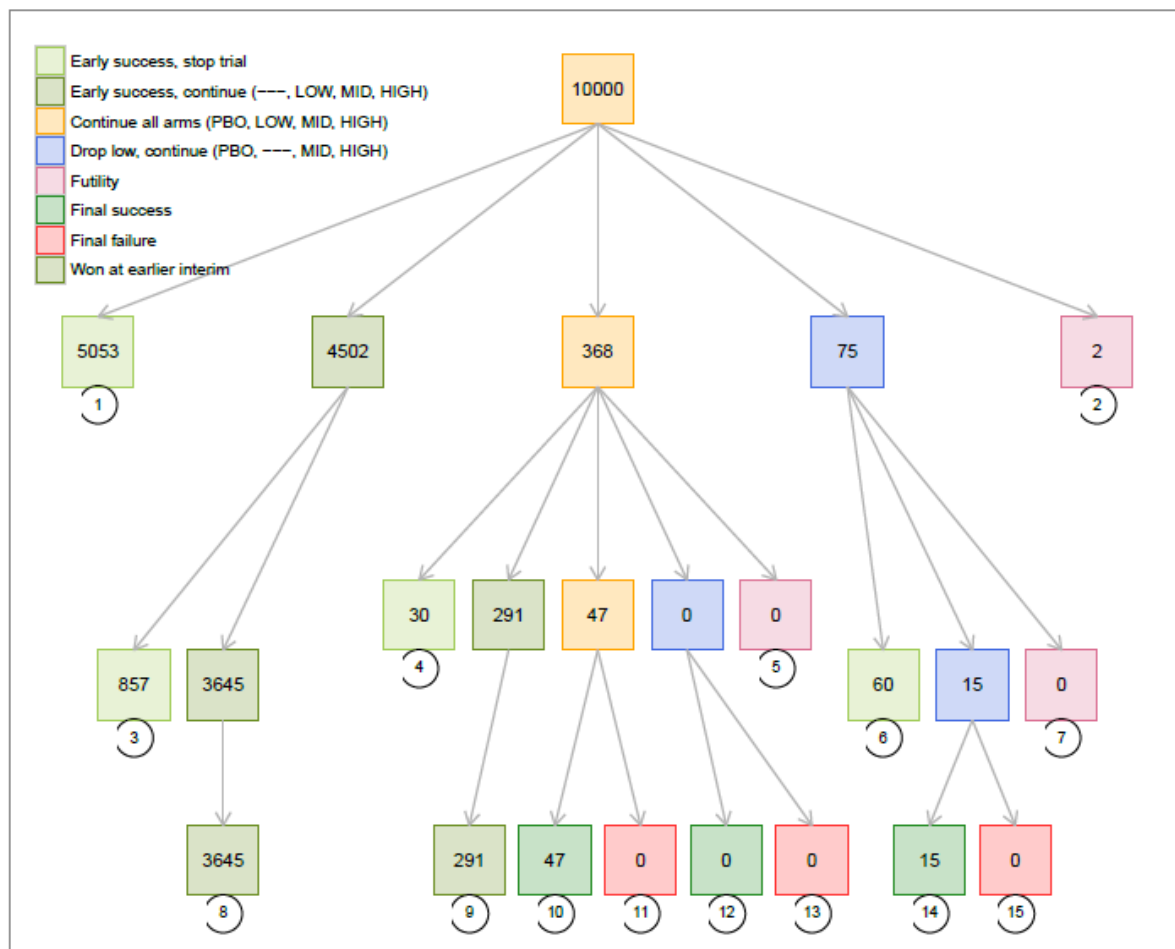 Early success, stop trial
Early success, continue (−−−, LOW, MID, HIGH)
Continue all arms (PBO, LOW, MID, HIGH)
Drop low, continue (PBO, −−−, MID, HIGH)
Futility
Final success
Final failure
Won at earlier interim
10000
5053 4502 368 75 2
1 2
30 291 47 0 0
4 5
857 3645 60 15 0
3 6 7
3645 291 47 0 0 0 15 0
8 9 10 11 12 13 14 15